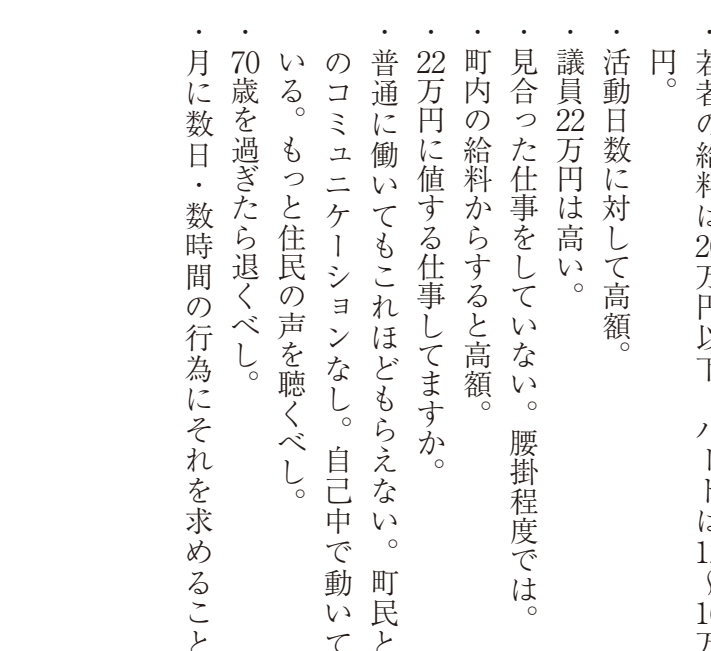 ・若者の給料は20万円以下 パートは1
円。
・活動日数に対して高額。
・議員22万円は高い。
・見合った仕事をしていない。腰掛程度では。
・町内の給料からすると高額。
・22万円に値する仕事してますか。
・普通に働いてもこれほどもらえない。町民と
のコミュニケーションなし。自己中で動いて
いる。もっと住民の声を聴くべし。
・70歳を過ぎたら退くべし。
・月に数日・数時間の行為にそれを求めること